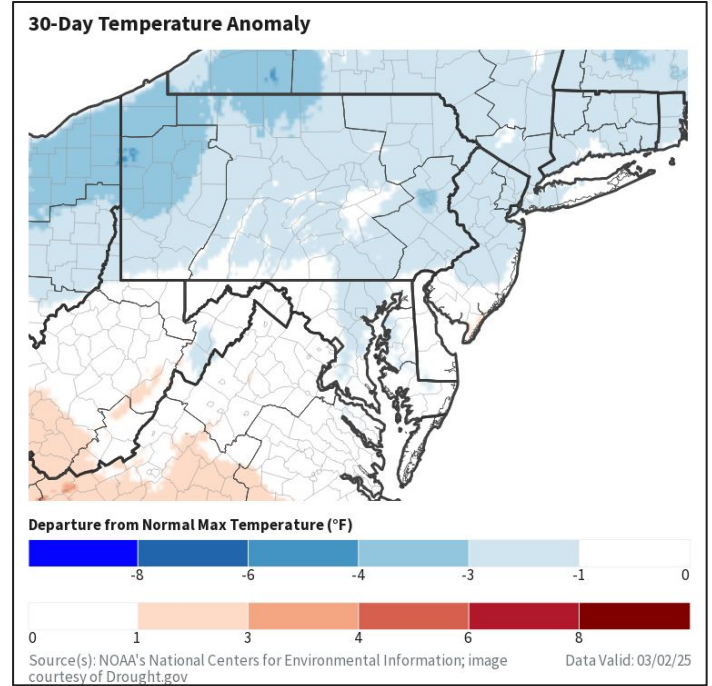 30-Day Temperature Anomaly
Departure from Normal Max Temperature (°F)
-8 -6 -4 -3 -1 0
0 1 3 4 6 8
Source(s): NOAA's National Centers for Environmental Information; image Data Valid: 03/02/25
courtesy of Drought.gov